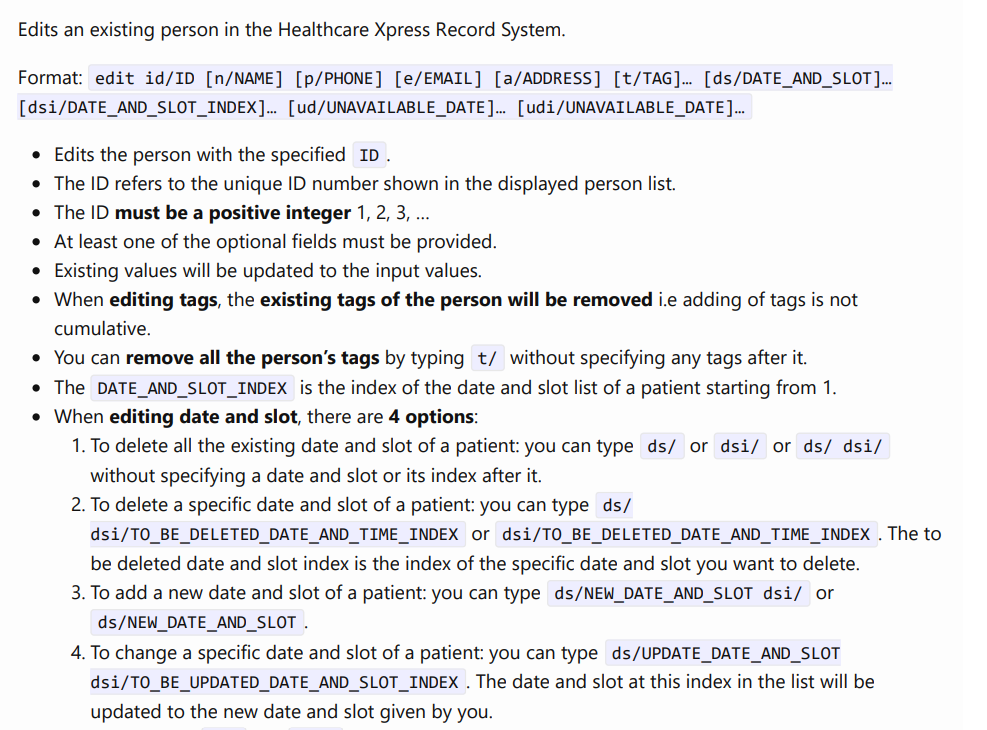 Edits an existing person in the Healthcare Xpress Record System.
Format: edit id/ID [n/NAME] [p/PHONE] [e/EMAIL] [a/ADDRESS] [t/TAG]… [ds/DATE_AND_SLOT]…
[dsi/DATE_AND_SLOT_INDEX]… [ud/UNAVAILABLE_DATE]… [udi/UNAVAILABLE_DATE]…
• Edits the person with the specified ID.
• The ID refers to the unique ID number shown in the displayed person list.
• The ID must be a positive integer 1, 2, 3, …
• At least one of the optional fields must be provided.
• Existing values will be updated to the input values.
• When editing tags, the existing tags of the person will be removed i.e adding of tags is not
cumulative.
• You can remove all the person’s tags by typing t/ without specifying any tags after it.
• The DATE_AND_SLOT_INDEX is the index of the date and slot list of a patient starting from 1.
• When editing date and slot, there are 4 options:
1. To delete all the existing date and slot of a patient: you can type ds/ or dsi/ or ds/ dsi/
without specifying a date and slot or its index after it.
2. To delete a specific date and slot of a patient: you can type ds/
dsi/TO_BE_DELETED_DATE_AND_TIME_INDEX or dsi/TO_BE_DELETED_DATE_AND_TIME_INDEX. The to
be deleted date and slot index is the index of the specific date and slot you want to delete.
3. To add a new date and slot of a patient: you can type ds/NEW_DATE_AND_SLOT dsi/ or
ds/NEW_DATE_AND_SLOT.
4. To change a specific date and slot of a patient: you can type ds/UPDATE_DATE_AND_SLOT
dsi/TO_BE_UPDATED_DATE_AND_SLOT_INDEX. The date and slot at this index in the list will be
updated to the new date and slot given by you.